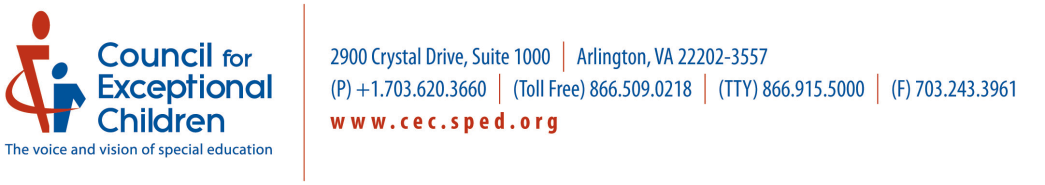 Council for
Exceptional
Children
The voice and vision of special education
2900 Crystal Drive, Suite 1000 | Arlington, VA 22202-3557
(P) +1.703.620.3660 | (Toll Free) 866.509.0218 | (TTY) 866.915.5000 | (F) 703.243.3961
www.cec.sped.org